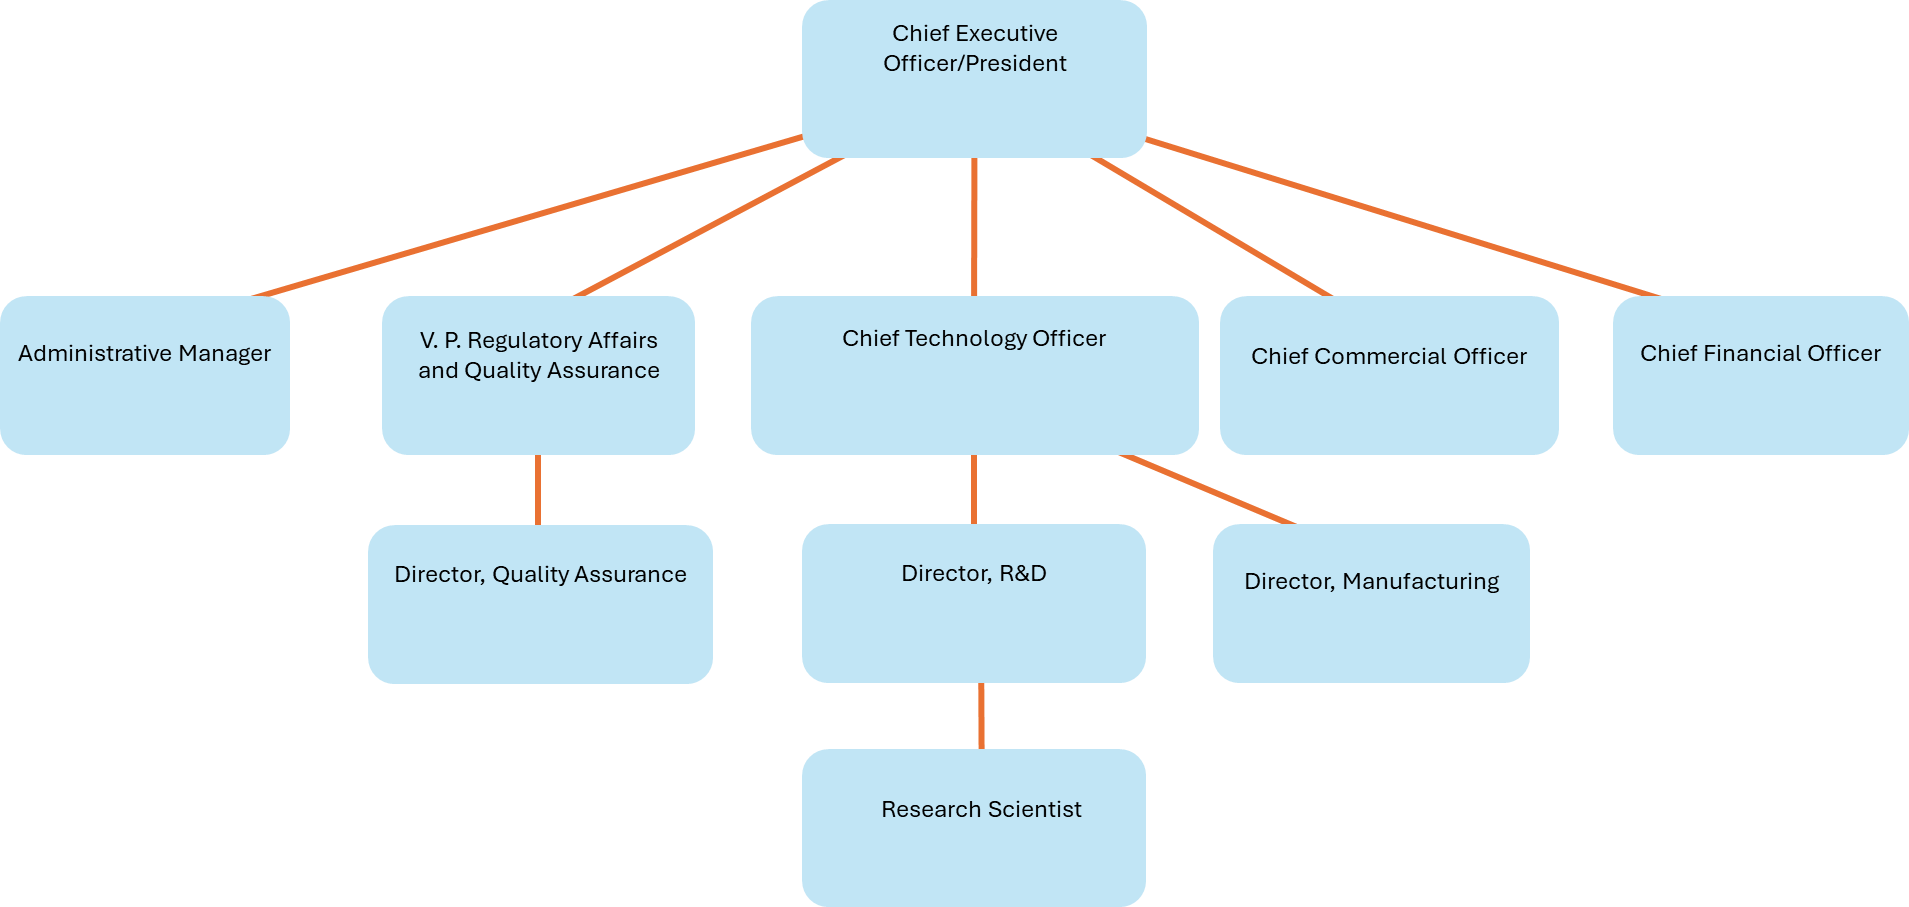 Chief Executive
Officer/President
Administrative Manager
V. P. Regulatory Affairs
and Quality Assurance
Chief Technology Officer
Chief Commercial Officer
Chief Financial Officer
Director, Quality Assurance
Director, R&D
Director, Manufacturing
Research Scientist